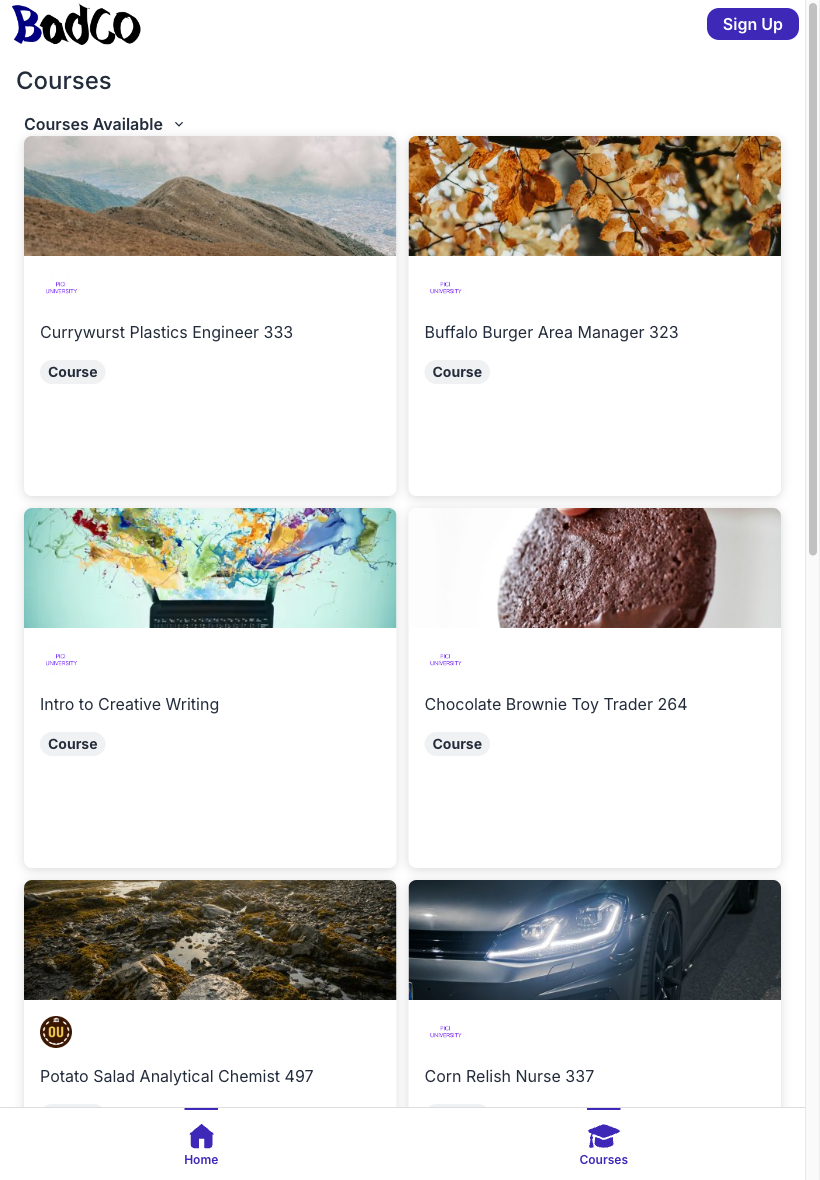 BadCo
Sign Up
Courses
Courses Available
PICI
UNIVERSITY
Currywurst Plastics Engineer 333
Course
PICI
UNIVERSITY
Buffalo Burger Area Manager 323
Course
PICI
UNIVERSITY
Intro to Creative Writing
Course
PICI
UNIVERSITY
Chocolate Brownie Toy Trader 264
Course
OU
Potato Salad Analytical Chemist 497
PICI
UNIVERSITY
Corn Relish Nurse 337
Home
Courses